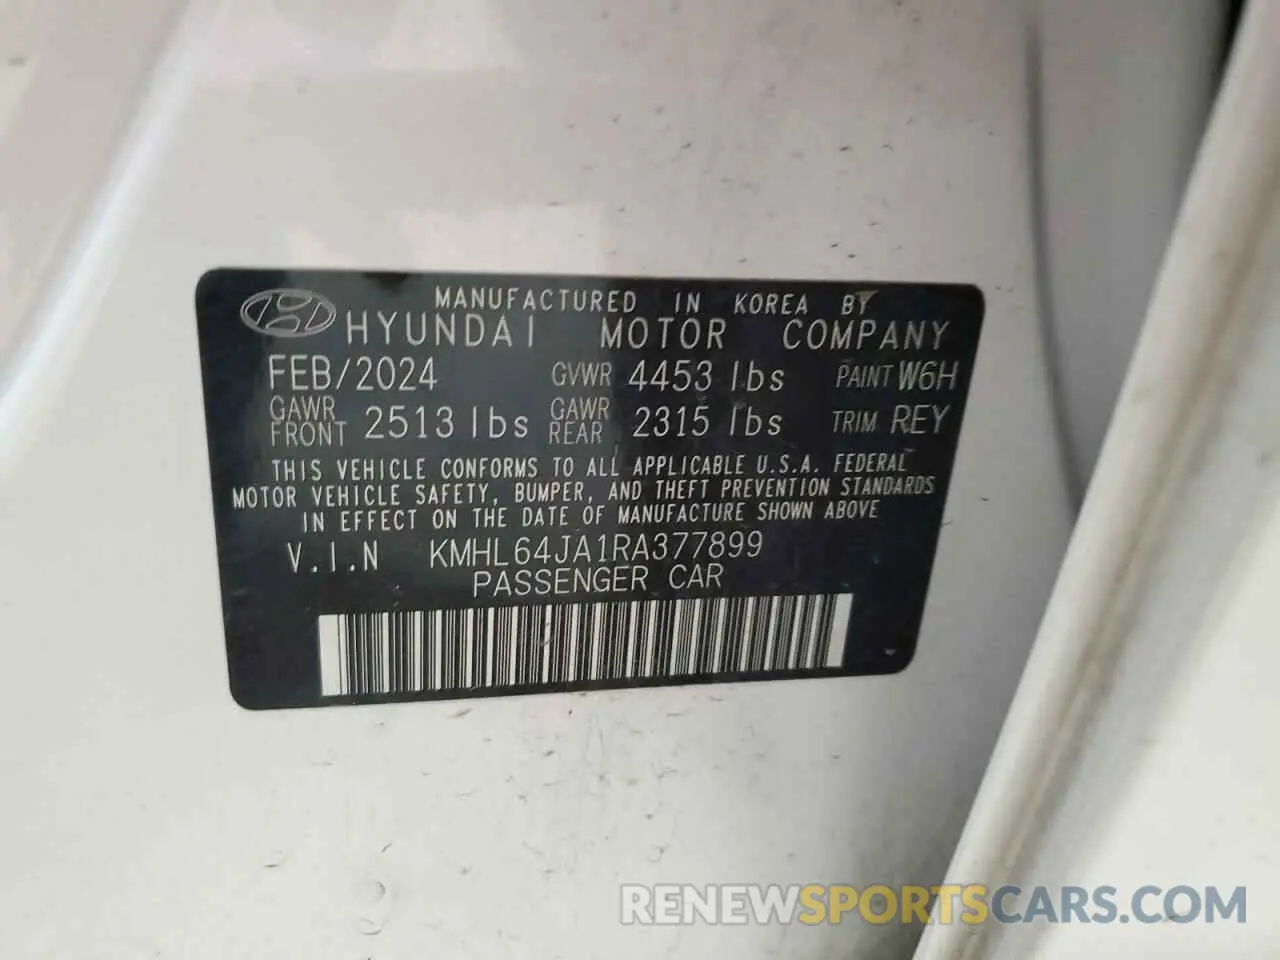 MANUFACTURED IN KOREA BY
HYUNDAI MOTOR COMPANY
FEB/2024 GVWR 4453 lbs PAINT W6H
GAWR FRONT 2513 lbs GAWR REAR 2315 lbs TRIM REY
THIS VEHICLE CONFORMS TO ALL APPLICABLE U.S.A. FEDERAL
MOTOR VEHICLE SAFETY, BUMPER, AND THEFT PREVENTION STANDARDS
IN EFFECT ON THE DATE OF MANUFACTURE SHOWN ABOVE
V.I.N KMHL64JA1RA377899
PASSENGER CAR
RENEWSPORTSCARS.COM